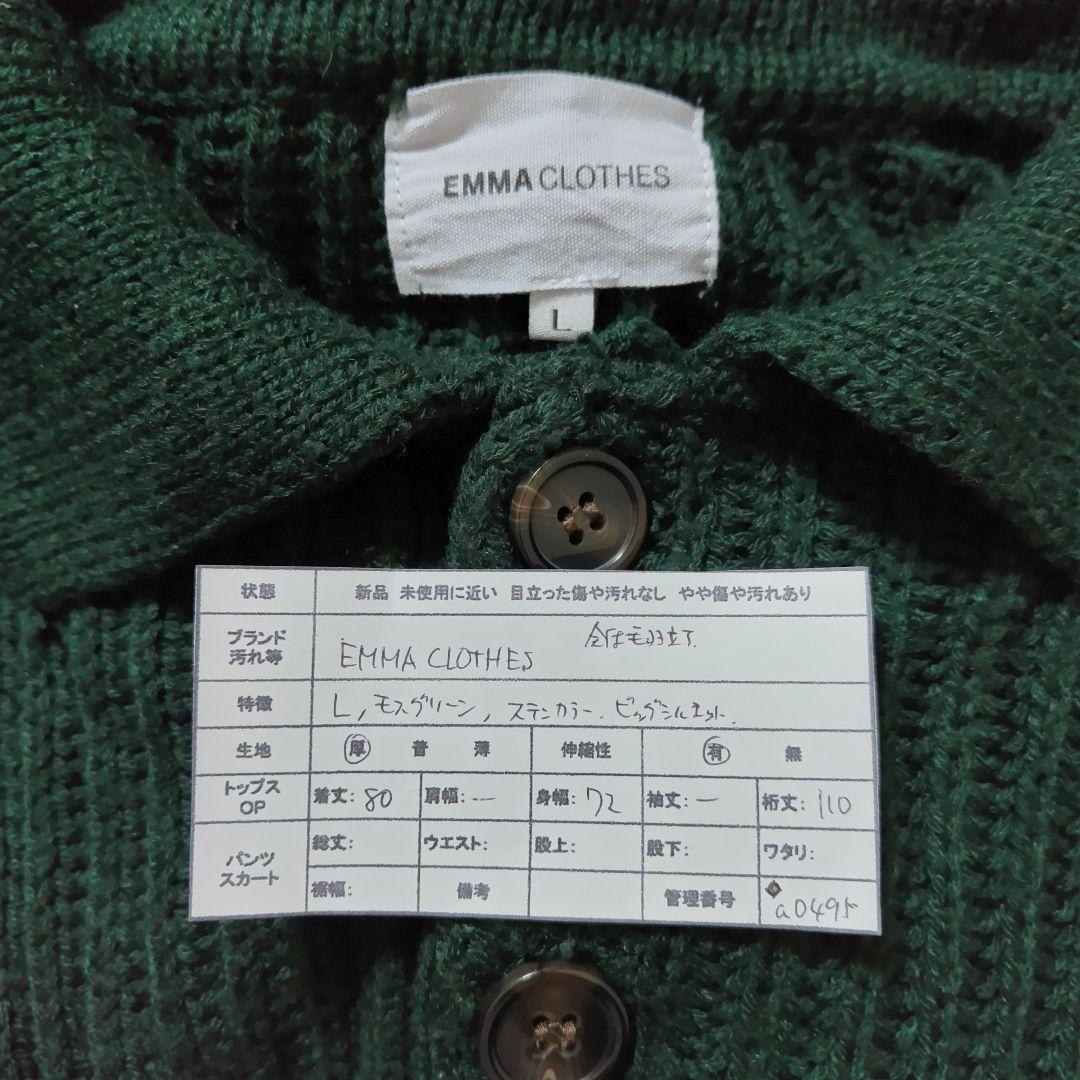 EMMA CLOTHES
L
状態 新品 未使用に近い 目立った傷や汚れなし やや傷や汚れあり
ブランド
汚れ等 EMMA CLOTHES 全体毛羽立ち.
特徴 L, モスグリーン, ステンカラー. ビッグシルエット.
生地 厚 普 薄 伸縮性 有 無
トップス
OP 着丈: 80 肩幅: — 身幅: 72 袖丈: — 裄丈: 110
パンツ
スカート 総丈: ウエスト: 股上: 股下: ワタリ:
裾幅: 備考 管理番号 a0495